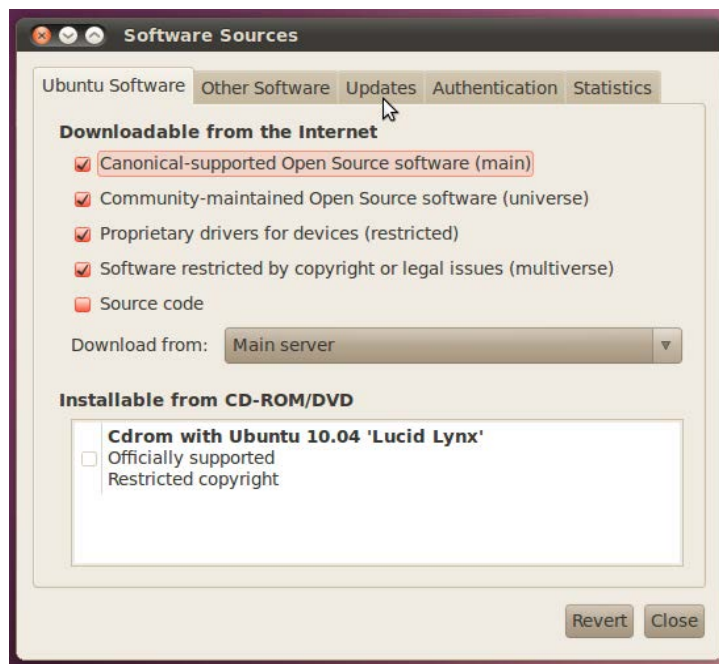 Software Sources
Ubuntu Software Other Software Updates Authentication Statistics
Downloadable from the Internet
Canonical-supported Open Source software (main)
Community-maintained Open Source software (universe)
Proprietary drivers for devices (restricted)
Software restricted by copyright or legal issues (multiverse)
Source code
Download from: Main server
Installable from CD-ROM/DVD
Cdrom with Ubuntu 10.04 'Lucid Lynx'
Officially supported
Restricted copyright
Revert Close